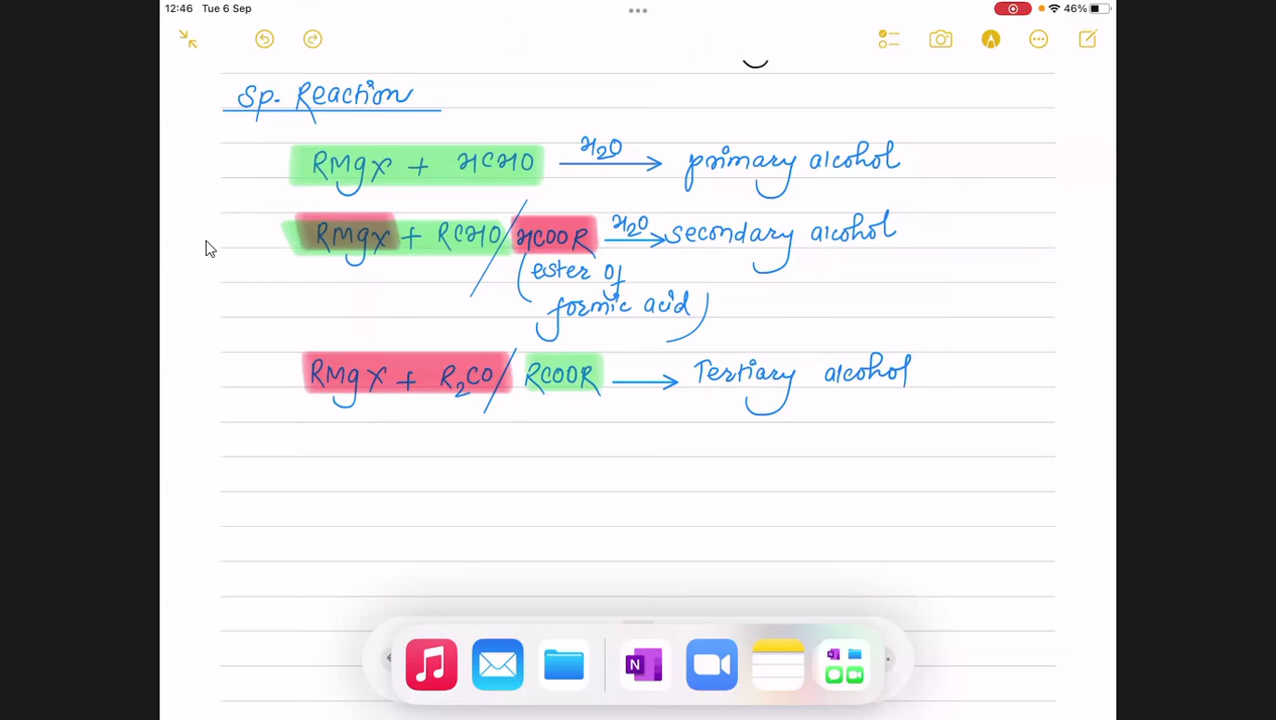 12:46 Tue 6 Sep
46%
Sp. Reaction
RMgX + HCHO H2O primary alcohol
RMgX + RCHO/HCOOR H2O secondary alcohol
(ester of
formic acid)
RMgX + R2CO/RCOOR Tertiary alcohol
N